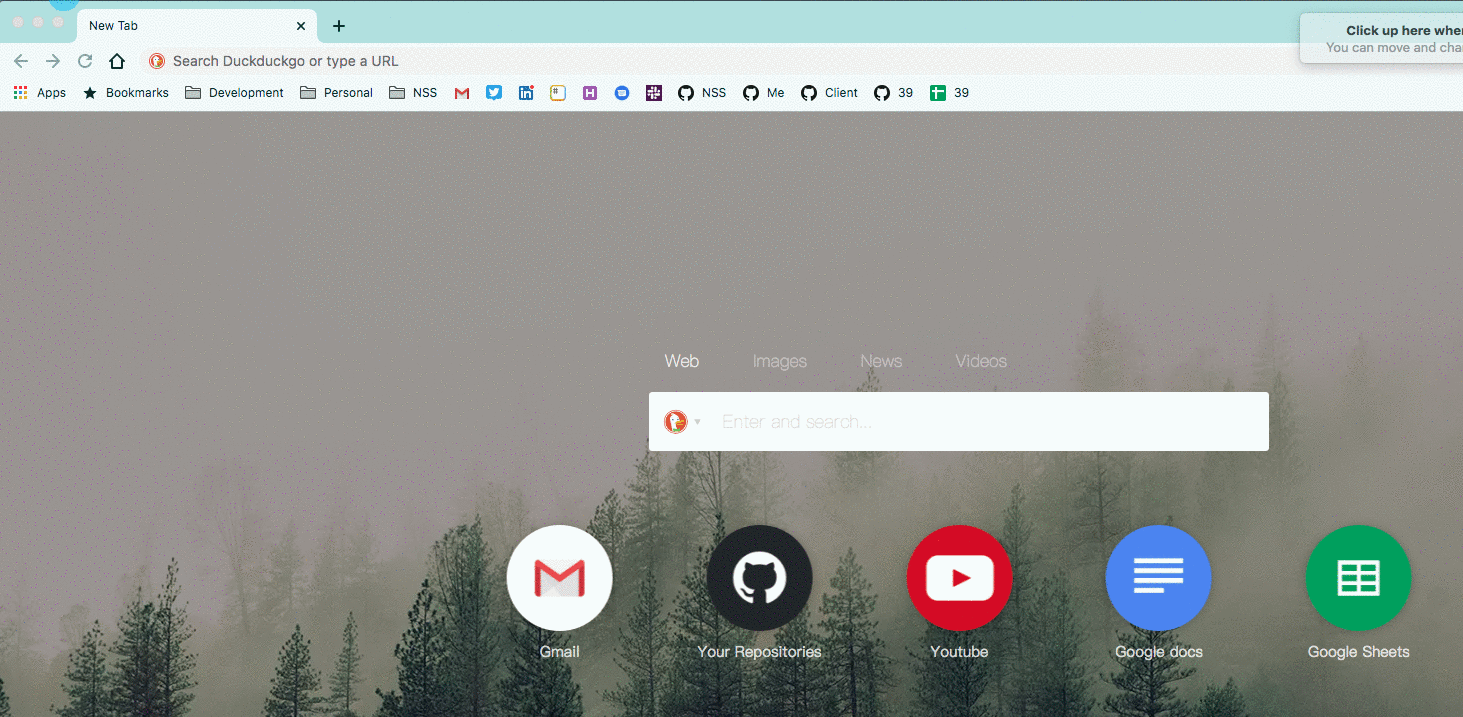 New Tab
Click up here when
You can move and cha
Search Duckduckgo or type a URL
Apps Bookmarks Development Personal NSS NSS Me Client 39 39
Web Images News Videos
Enter and search...
Gmail Your Repositories Youtube Google docs Google Sheets